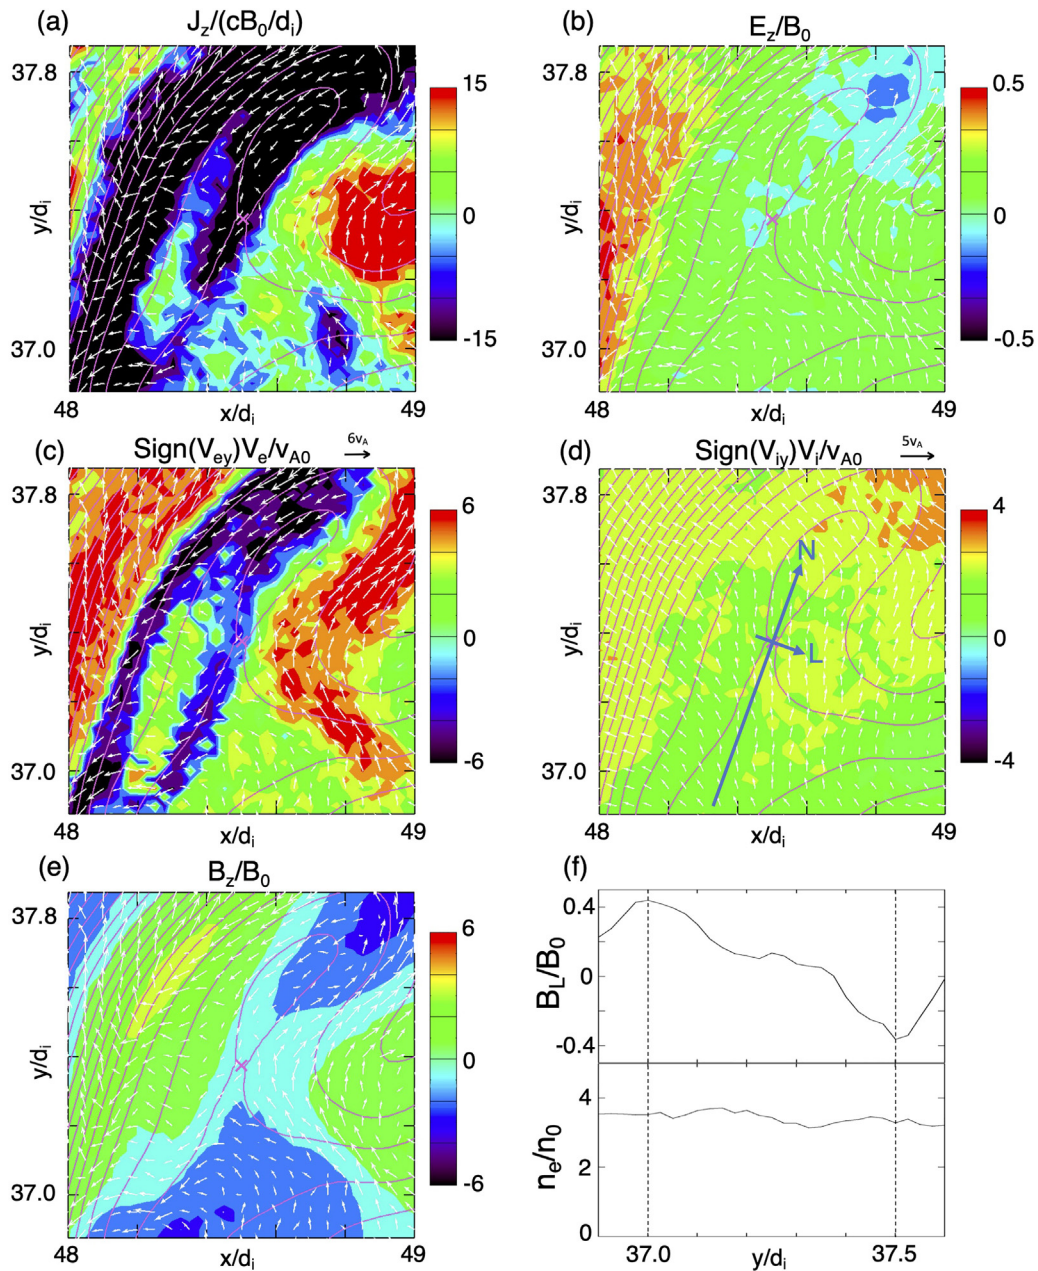 (a) J_z/(cB_0/d_i)
37.8
y/d_i
37.0
48 x/d_i 49
15
0
-15
(b) E_z/B_0
37.8
y/d_i
37.0
48 x/d_i 49
0.5
0
-0.5
(c) Sign(V_ey)V_e/v_A0 6v_A
37.8
y/d_i
37.0
48 x/d_i 49
6
0
-6
(d) Sign(V_iy)V_i/v_A0 5v_A
37.8
y/d_i
37.0
48 x/d_i 49
N
L
4
0
-4
(e) B_z/B_0
37.8
y/d_i
37.0
48 x/d_i 49
6
0
-6
(f)
0.4
0
-0.4
B_L/B_0
4
2
0
n_e/n_0
37.0 y/d_i 37.5